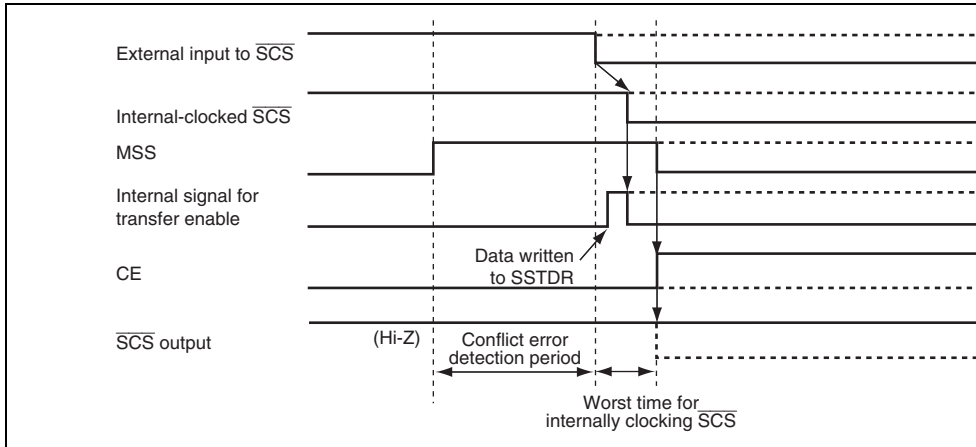 External input to SCS
Internal-clocked SCS
MSS
Internal signal for
transfer enable
Data written
to SSTDR
CE
SCS output
(Hi-Z)
Conflict error
detection period
Worst time for
internally clocking SCS